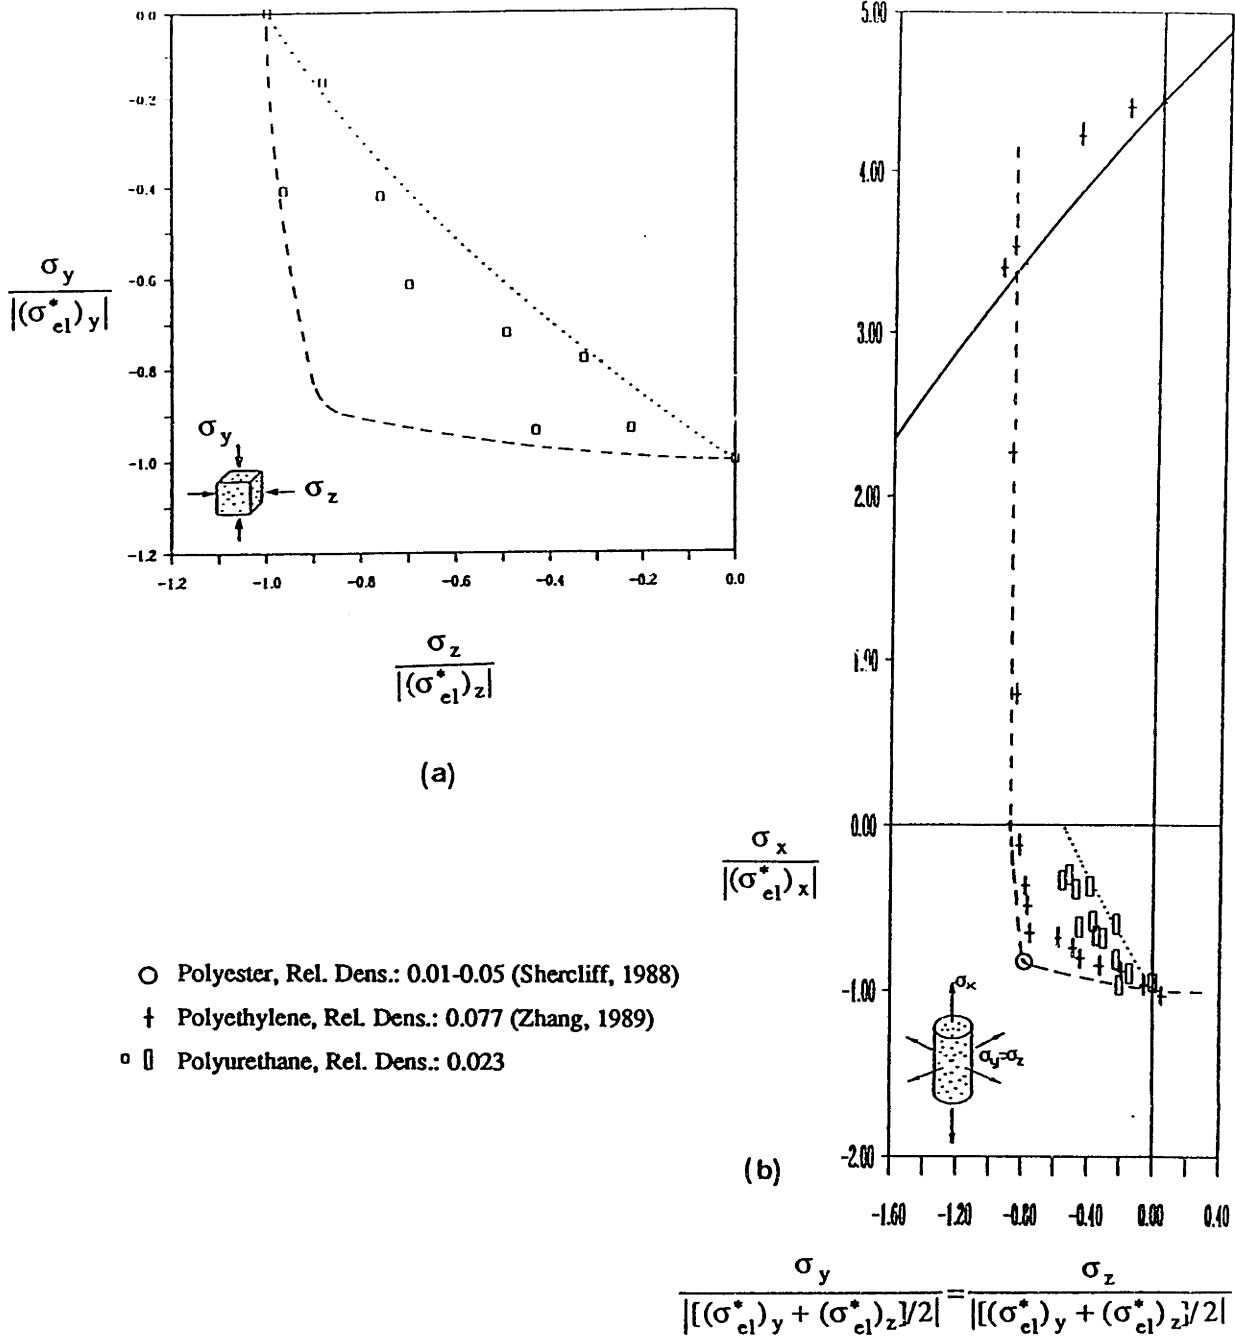 0.0
-0.2
-0.4
-0.6
-0.8
-1.0
-1.2
σy
|(σ*el)y|
σy
σz
-1.2 -1.0 -0.8 -0.6 -0.4 -0.2 0.0
σz
|(σ*el)z|
(a)
5.00
4.00
3.00
2.00
1.00
0.00
-1.00
-2.00
σx
|(σ*el)x|
σx
σy=σz
Polyester, Rel. Dens.: 0.01-0.05 (Shercliff, 1988)
Polyethylene, Rel. Dens.: 0.077 (Zhang, 1989)
Polyurethane, Rel. Dens.: 0.023
(b)
-1.60 -1.20 -0.80 -0.40 0.00 0.40
σy = σz
|[(σ*el)y + (σ*el)z]/2| |[(σ*el)y + (σ*el)z]/2|